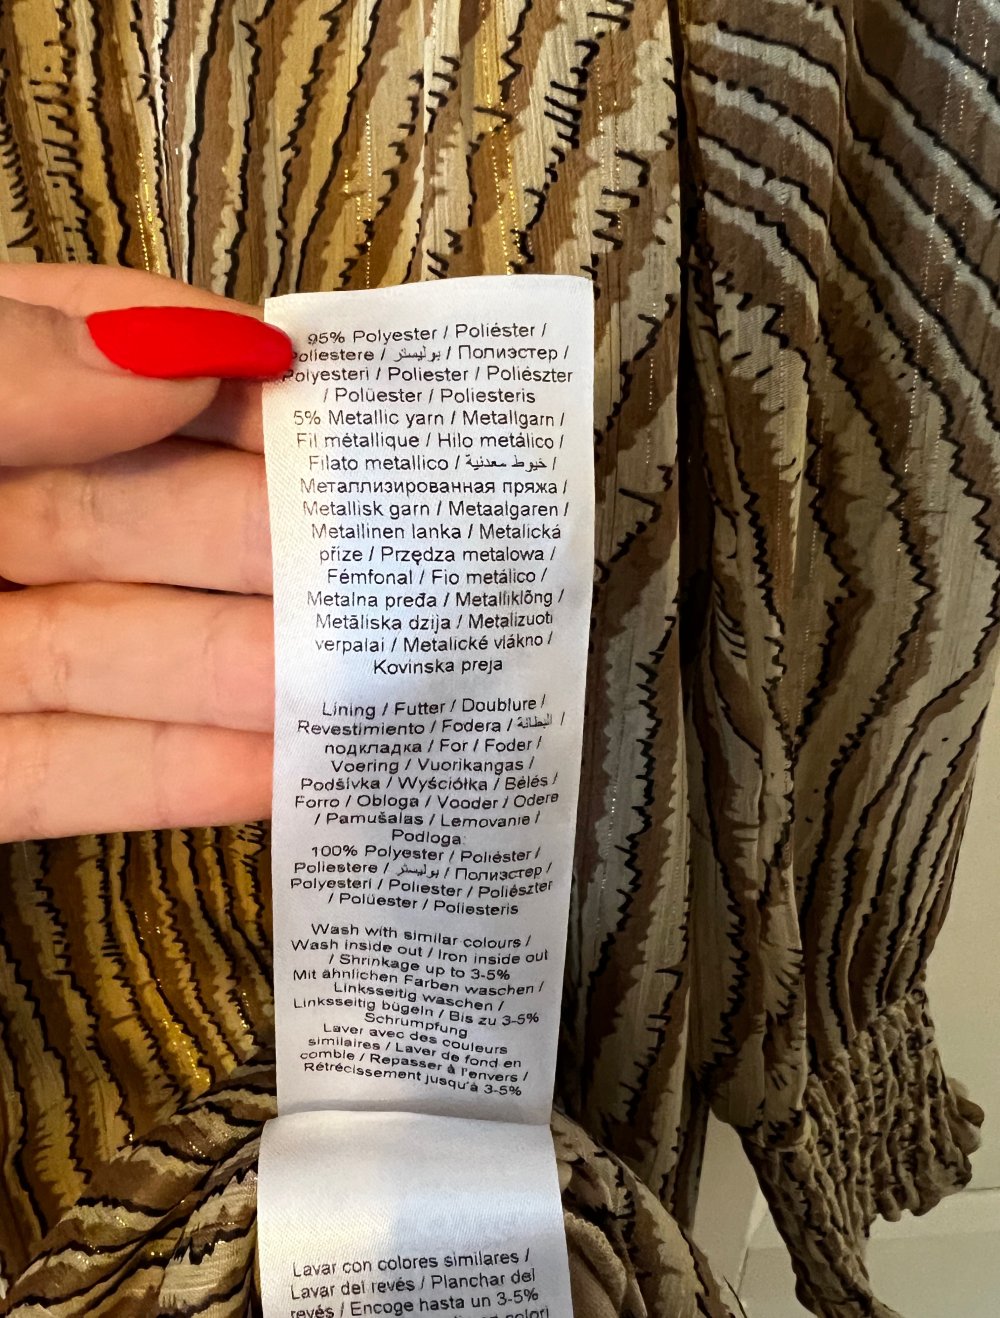 95% Polyester / Poliéster /
Poliestere / بوليستر / Полиэстер /
Polyesteri / Poliester / Poliészter
/ Polüester / Poliesteris
5% Metallic yarn / Metallgarn /
Fil métallique / Hilo metálico /
Filato metallico / خيوط معدنية /
Металлизированная пряжа /
Metallisk garn / Metaalgaren /
Metallinen lanka / Metalická
příze / Przędza metalowa /
Fémfonal / Fio metálico /
Metalna pređa / Metalliklõng /
Metāliska dzija / Metalizuoti
verpalai / Metalické vlákno /
Kovinska preja
Lining / Futter / Doublure /
Revestimiento / Fodera / البطانة /
подкладка / For / Foder /
Voering / Vuorikangas /
Podšívka / Wyściółka / Bélés /
Forro / Obloga / Vooder / Odere
/ Pamušalas / Lemovanie /
Podloga:
100% Polyester / Poliéster /
Poliestere / بوليستر / Полиэстер /
Polyesteri / Poliester / Poliészter
/ Polüester / Poliesteris
Wash with similar colours /
Wash inside out / Iron inside out
/ Shrinkage up to 3-5%
Mit ähnlichen Farben waschen /
Linksseitig waschen /
Linksseitig bügeln / Bis zu 3-5%
Schrumpfung
Laver avec des couleurs
similaires / Laver de fond en
comble / Repasser à l'envers /
Rétrécissement jusqu'à 3-5%
Lavar con colores similares /
Lavar del revés / Planchar del
revés / Encoge hasta un 3-5%
colori